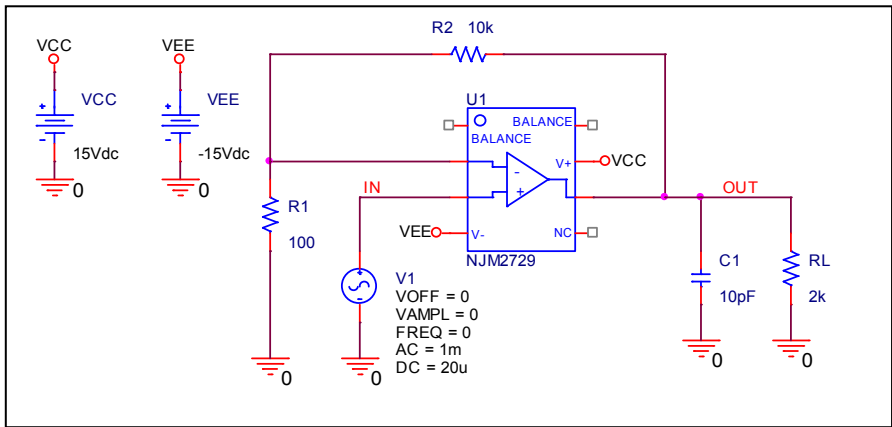 R2 10k
VCC
VEE
U1
VCC
VEE
BALANCE
BALANCE
+
+
-
-
15Vdc
-15Vdc
V+
VCC
-
+
0
0
IN
OUT
R1
100
VEE
V-
NC
NJM2729
C1
10pF
RL
2k
V1
+
-
VOFF = 0
VAMPL = 0
FREQ = 0
AC = 1m
DC = 20u
0
0
0
0